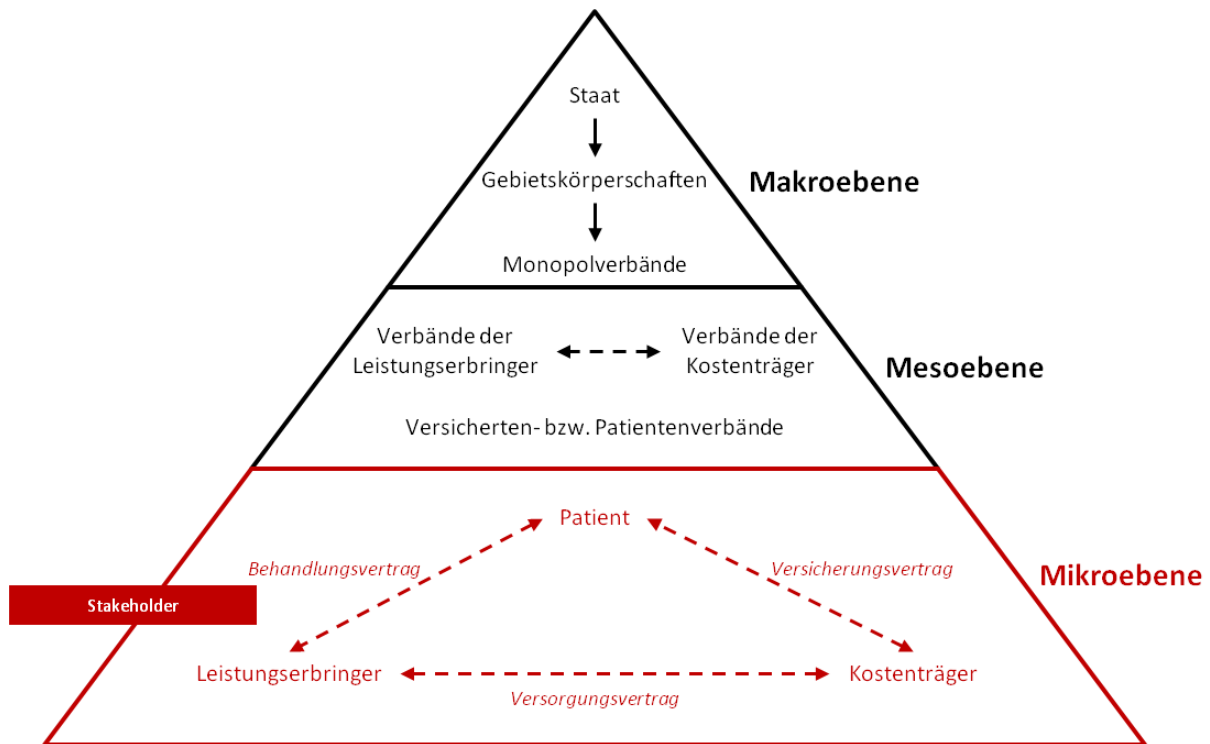 Staat
Gebietskörperschaften
Makroebene
Monopolverbände
Verbände der
Leistungserbringer
Verbände der
Kostenträger
Mesoebene
Versicherten- bzw. Patientenverbände
Patient
Behandlungsvertrag
Versicherungsvertrag
Mikroebene
Stakeholder
Leistungserbringer
Kostenträger
Versorgungsvertrag